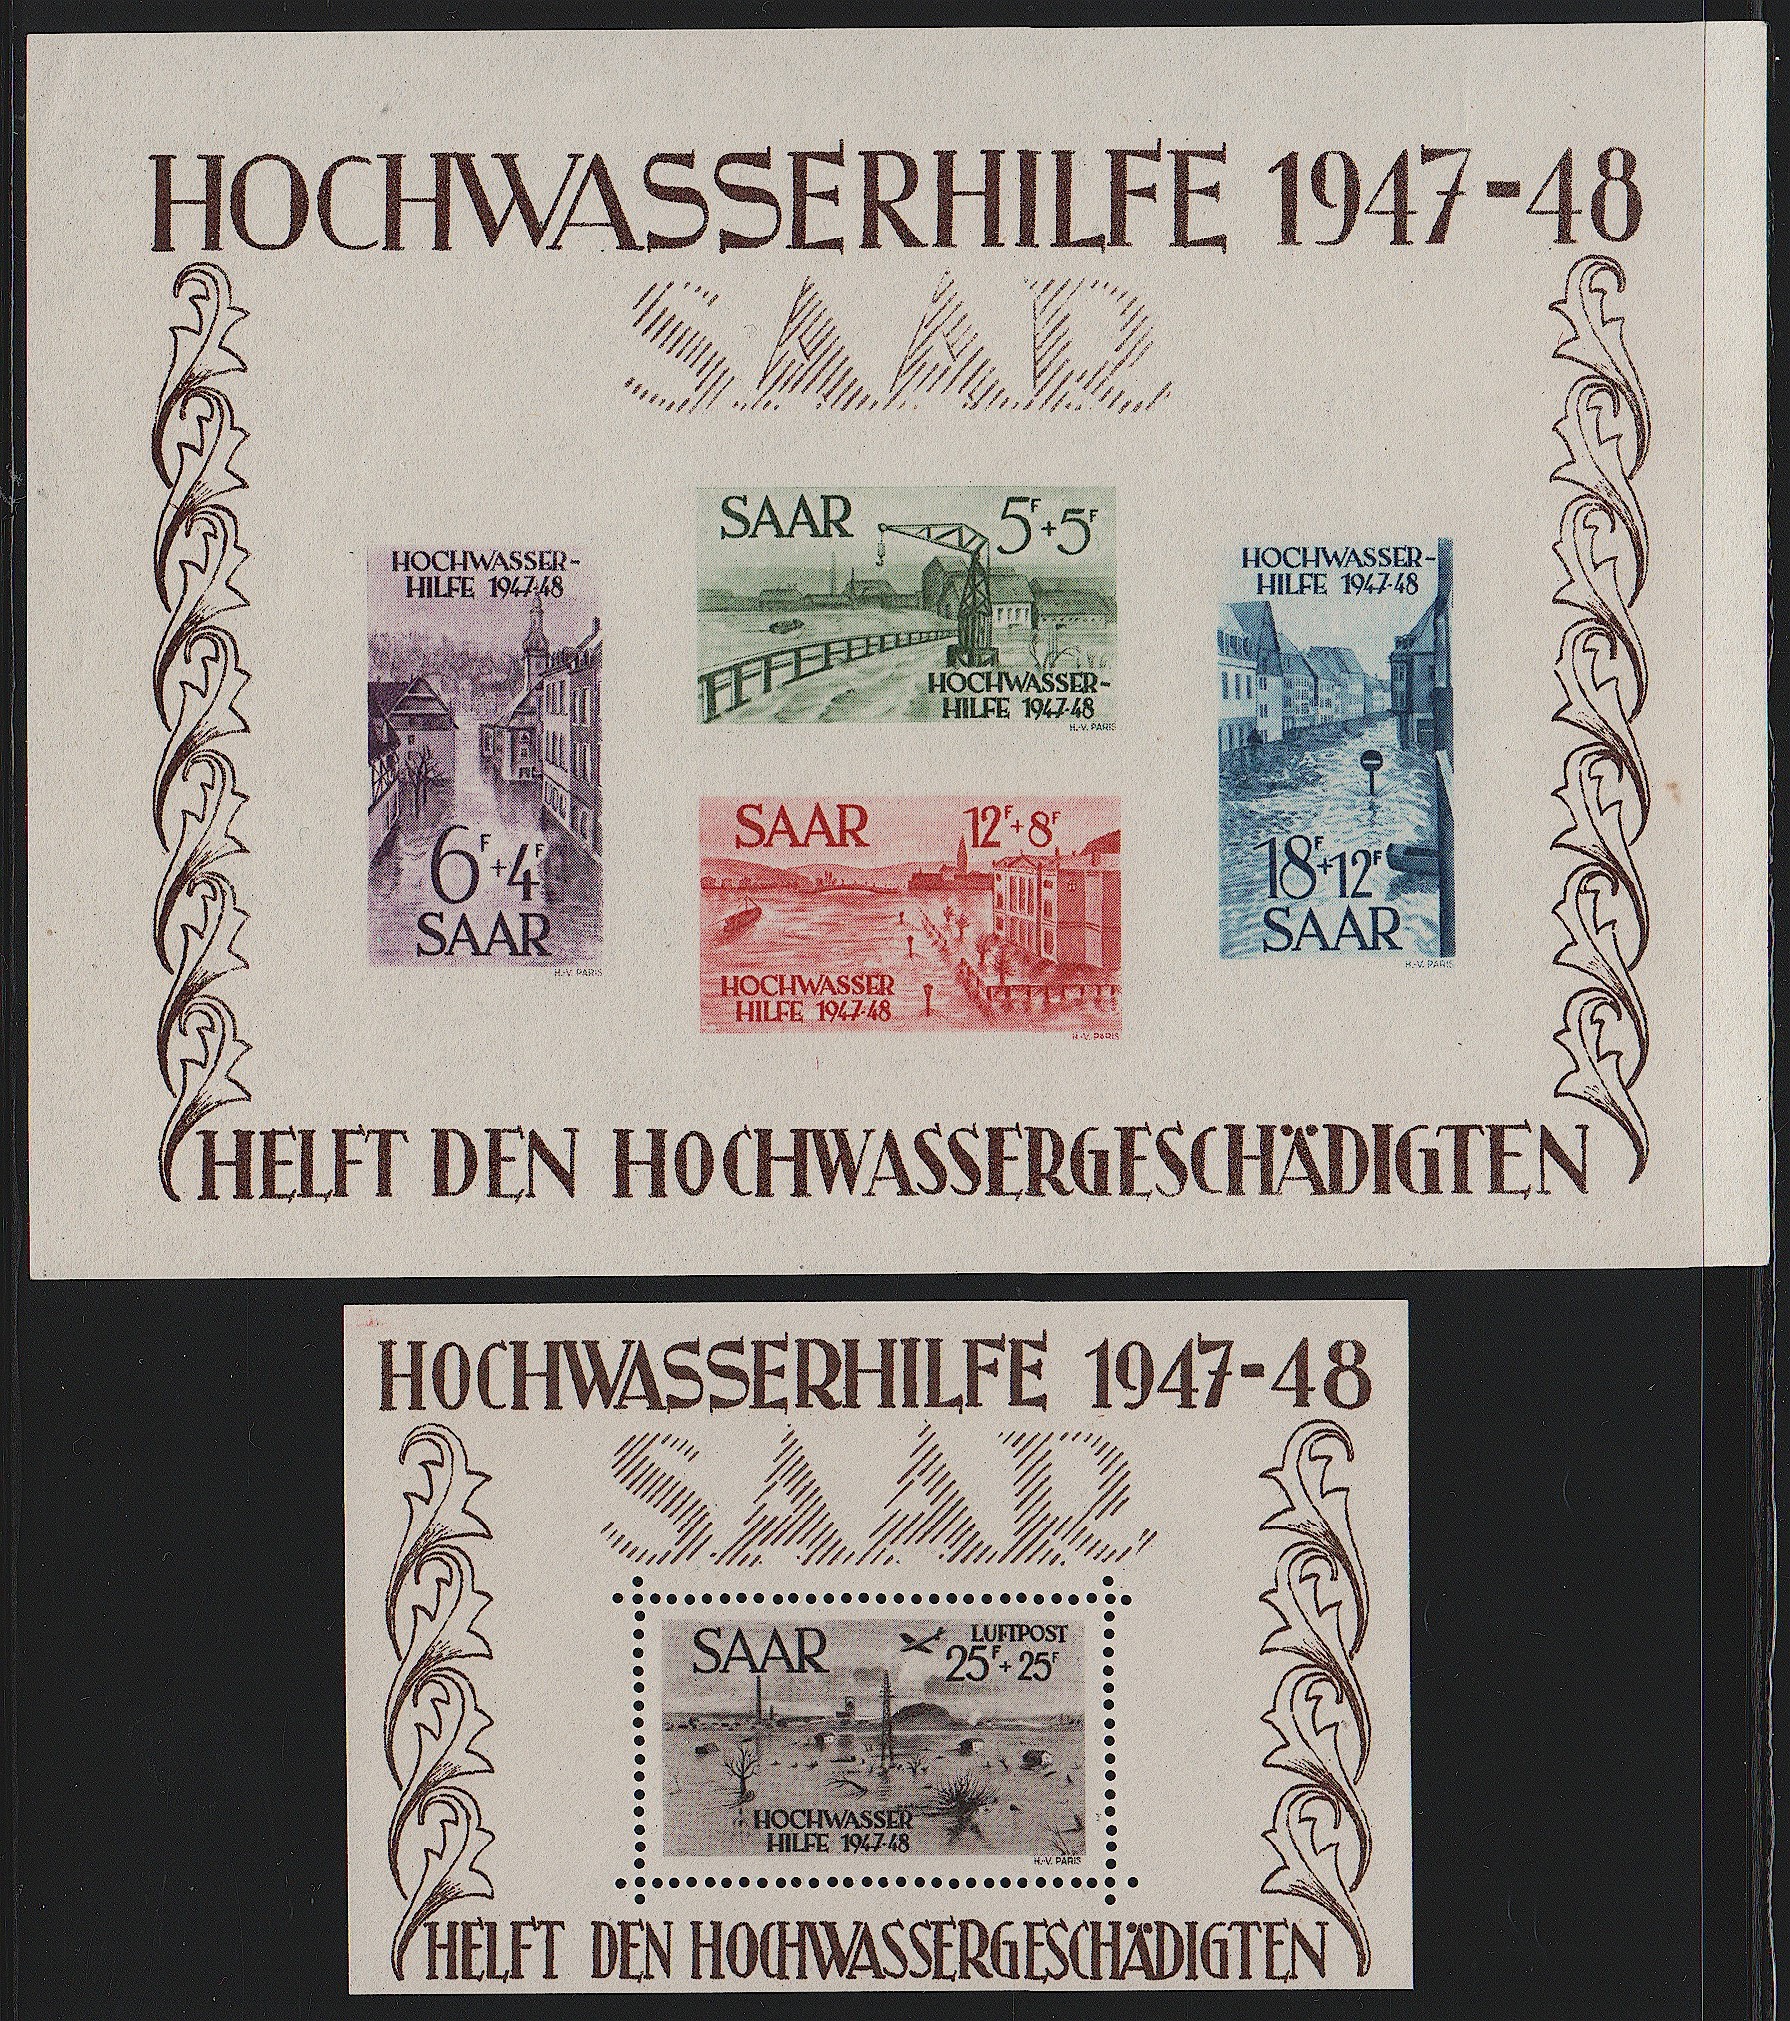 HOCHWASSERHILFE 1947-48
SAAR
SAAR 5F+5F
HOCHWASSER-
HILFE 1947-48
H.-V. PARIS
HOCHWASSER-
HILFE 1947-48
6F+4F
SAAR
H.-V. PARIS
HOCHWASSER-
HILFE 1947-48
18F+12F
SAAR
H.-V. PARIS
SAAR 12F+8F
HOCHWASSER
HILFE 1947-48
H.-V. PARIS
HELFT DEN HOCHWASSERGESCHÄDIGTEN
HOCHWASSERHILFE 1947-48
SAAR
SAAR LUFTPOST
25F+25F
HOCHWASSER
HILFE 1947-48
H.-V. PARIS
HELFT DEN HOCHWASSERGESCHÄDIGTEN